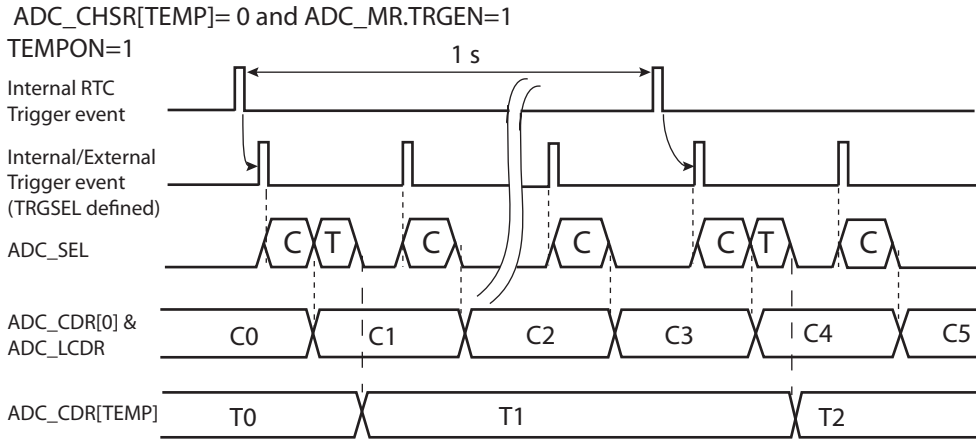 ADC_CHSR[TEMP]= 0 and ADC_MR.TRGEN=1
TEMPON=1
1 s
Internal RTC
Trigger event
Internal/External
Trigger event
(TRGSEL defined)
ADC_SEL
C T C C C T C
ADC_CDR[0] &
ADC_LCDR
C0 C1 C2 C3 C4 C5
ADC_CDR[TEMP]
T0 T1 T2